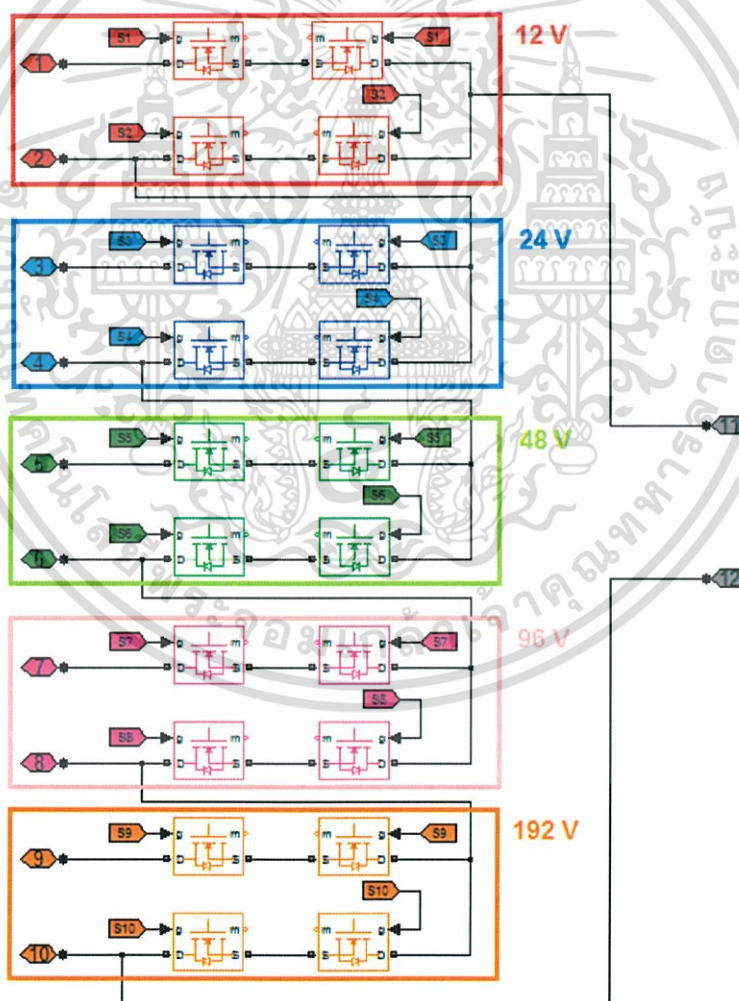 S1 g m m g S1 12 V
1 D S S D
S2
S2 g m m g
2 D S S D
S3 g m m g S3 24 V
3 D S S D
S4
S4 g m m g
4 D S S D
S5 g m m g S5 48 V
5 D S S D 11
S6
S6 g m m g
6 D S S D
12
S7 g m m g S7 96 V
7 D S S D
S8
S8 g m m g
8 D S S D
S9 g m m g S9 192 V
9 D S S D
S10
S10 g m m g
10 D S S D